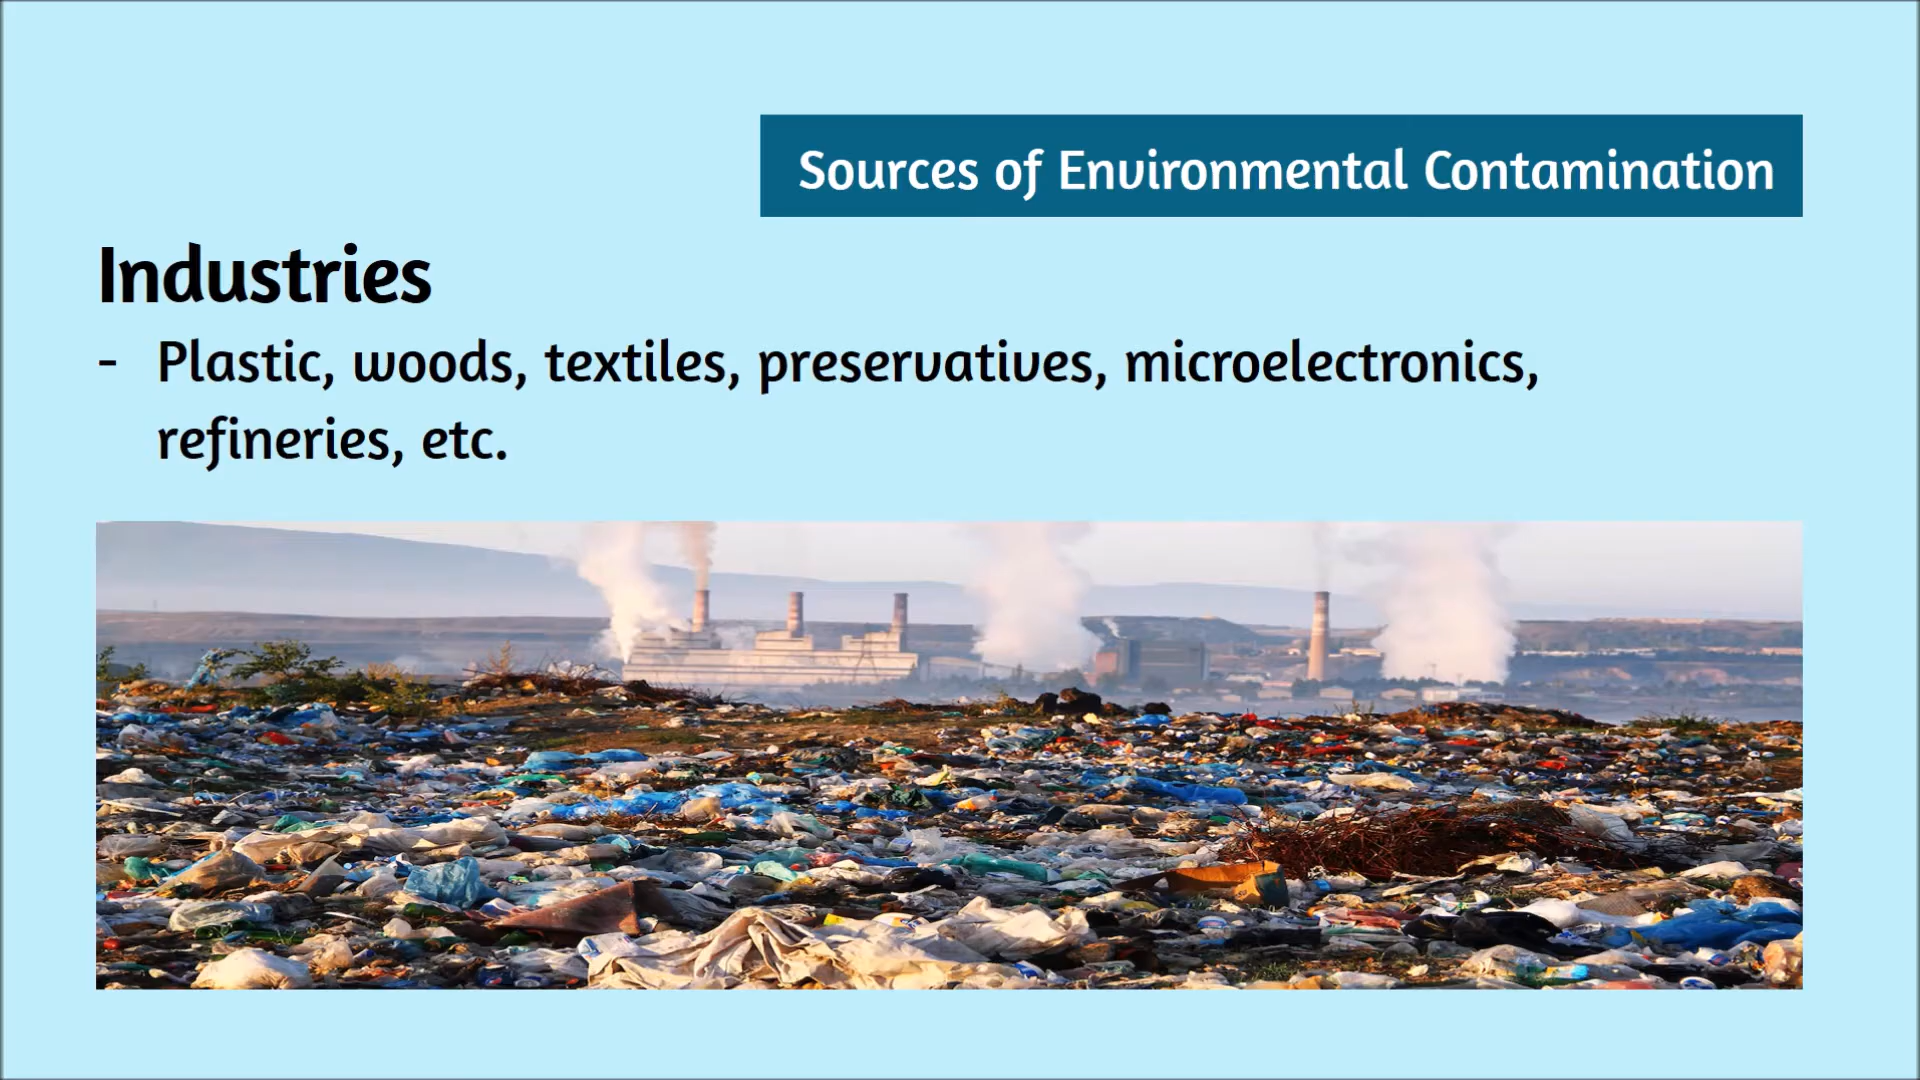 Sources of Environmental Contamination
Industries
- Plastic, woods, textiles, preservatives, microelectronics,
refineries, etc.